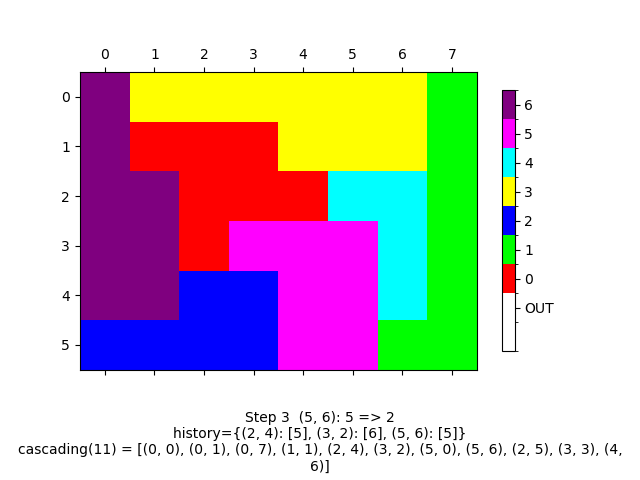 0 1 2 3 4 5 6 7
0
1
2
3
4
5
6
5
4
3
2
1
0
OUT
Step 3  (5, 6): 5 => 2
history={(2, 4): [5], (3, 2): [6], (5, 6): [5]}
cascading(11) = [(0, 0), (0, 1), (0, 7), (1, 1), (2, 4), (3, 2), (5, 0), (5, 6), (2, 5), (3, 3), (4,
6)]